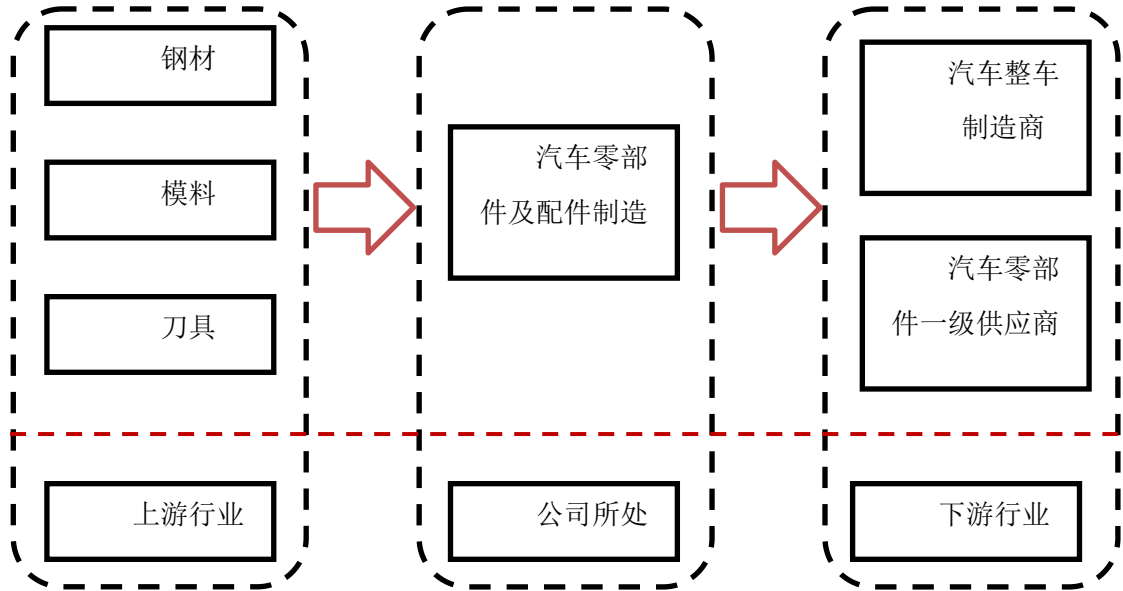 钢材
模料
刀具
上游行业
汽车零部
件及配件制造
公司所处
汽车整车
制造商
汽车零部
件一级供应商
下游行业